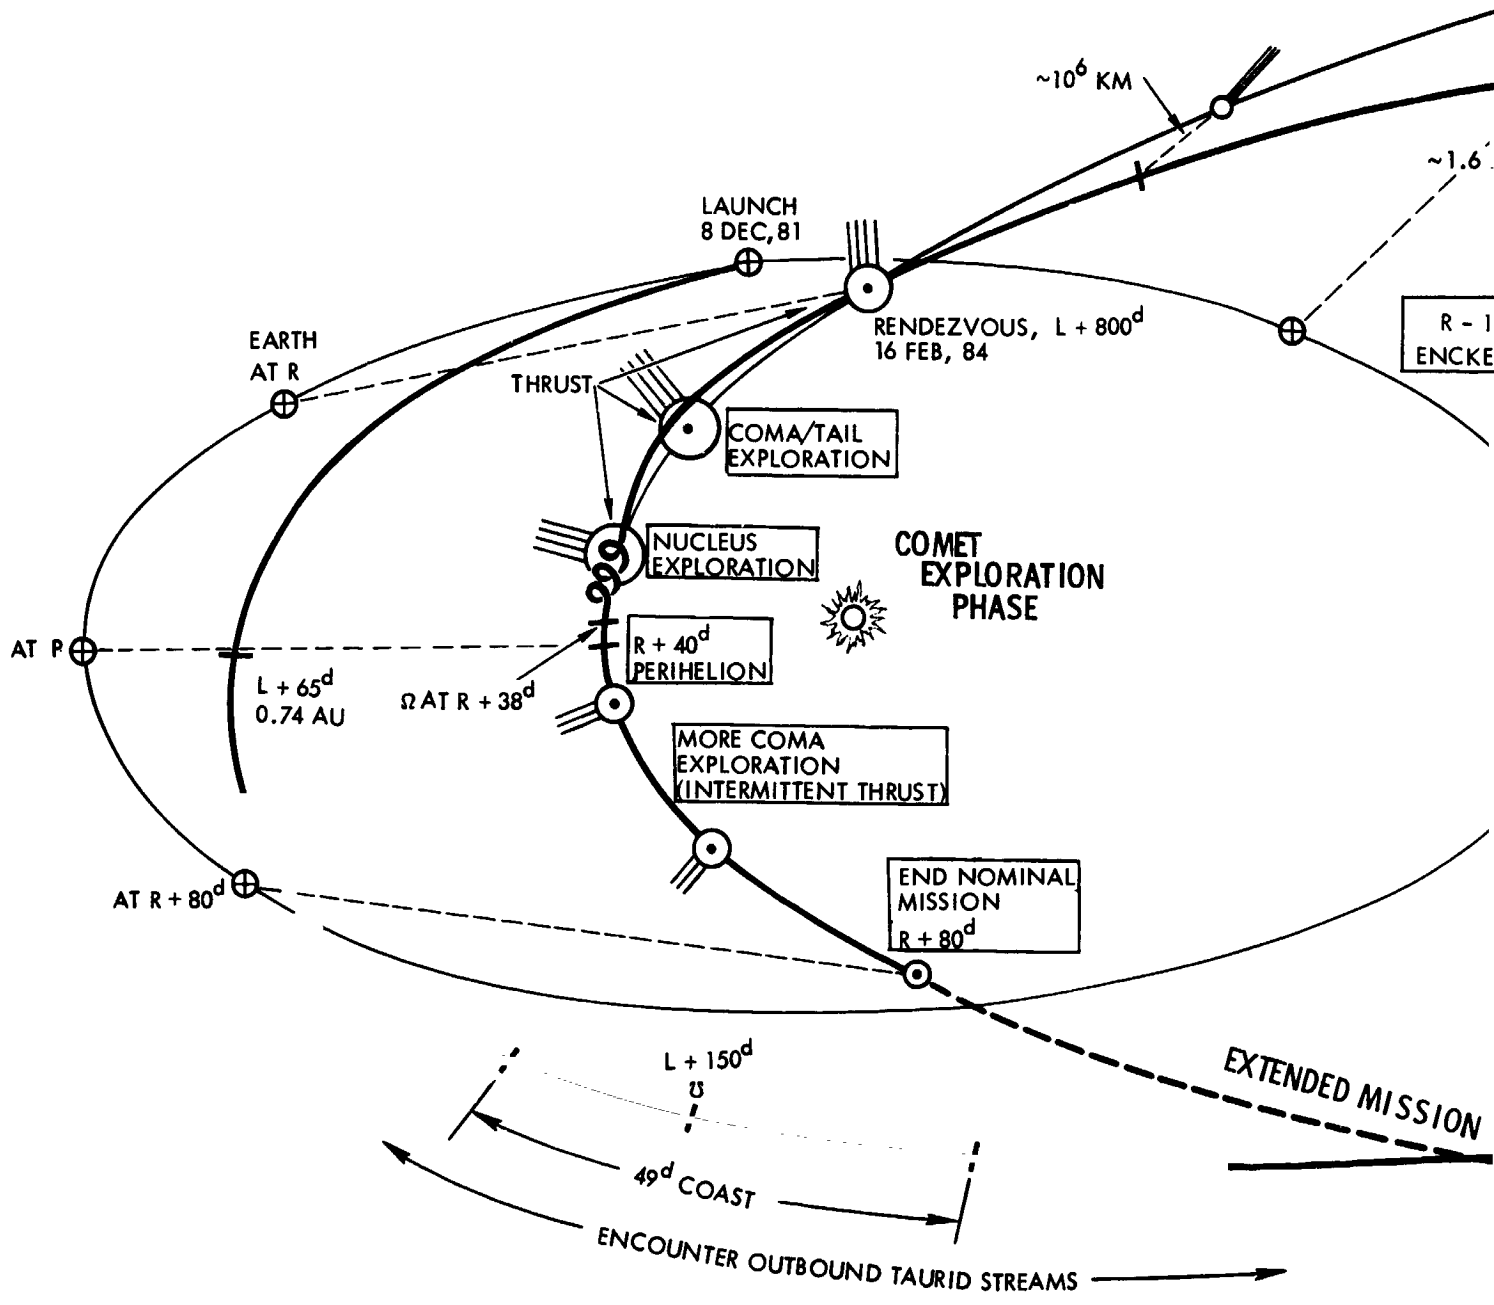 ~10⁶ KM
~1.6
LAUNCH
8 DEC, 81
EARTH
AT R
RENDEZVOUS, L + 800ᵈ
16 FEB, 84
R - 1
ENCKE
THRUST
COMA/TAIL
EXPLORATION
NUCLEUS
EXPLORATION
COMET
EXPLORATION
PHASE
AT P
R + 40ᵈ
PERIHELION
L + 65ᵈ
0.74 AU
Ω AT R + 38ᵈ
MORE COMA
EXPLORATION
(INTERMITTENT THRUST)
AT R + 80ᵈ
END NOMINAL
MISSION
R + 80ᵈ
L + 150ᵈ
☋
EXTENDED MISSION
49ᵈ COAST
ENCOUNTER OUTBOUND TAURID STREAMS